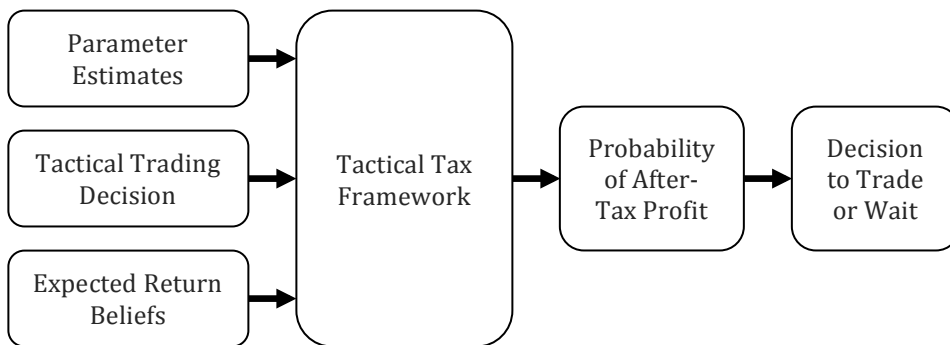 Parameter
Estimates
Tactical Trading
Decision
Expected Return
Beliefs
Tactical Tax
Framework
Probability
of After-
Tax Profit
Decision
to Trade
or Wait